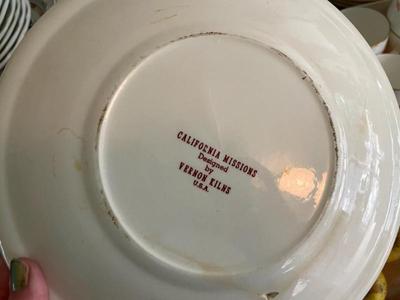 CALIFORNIA MISSIONS
Designed
by
VERNON KILNS
U.S.A.